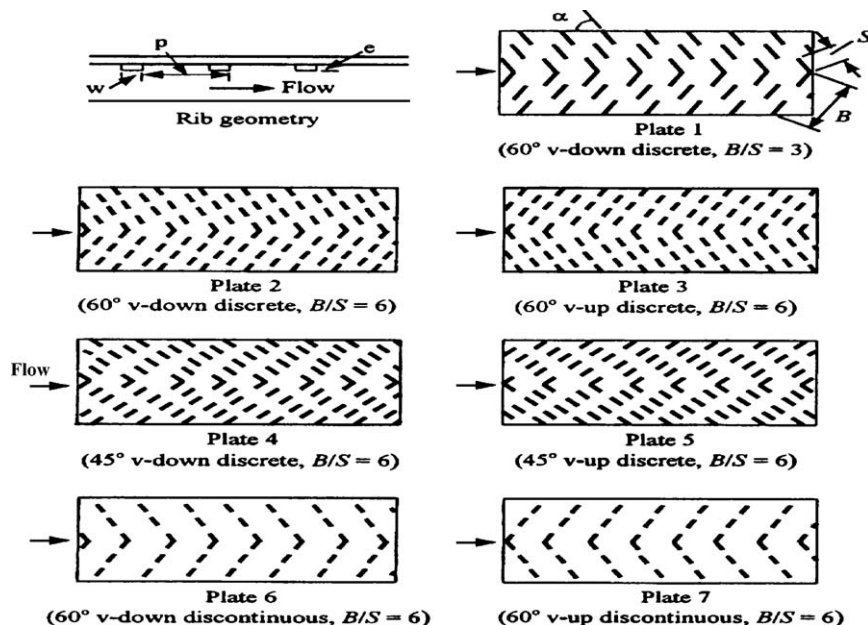 p
e
w
Flow
Rib geometry
α
S
B
Plate 1
(60° v-down discrete, B/S = 3)
Plate 2
(60° v-down discrete, B/S = 6)
Plate 3
(60° v-up discrete, B/S = 6)
Flow
Plate 4
(45° v-down discrete, B/S = 6)
Plate 5
(45° v-up discrete, B/S = 6)
Plate 6
(60° v-down discontinuous, B/S = 6)
Plate 7
(60° v-up discontinuous, B/S = 6)